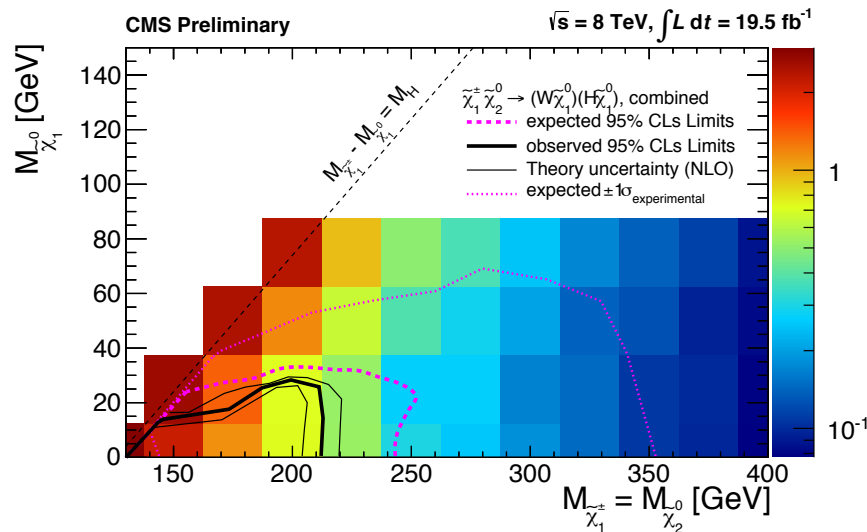 CMS Preliminary
√s = 8 TeV, ∫L dt = 19.5 fb⁻¹
M_χ̃₁⁰ [GeV]
140
120
100
80
60
40
20
0
M_χ̃₁± - M_χ̃₁⁰ = M_H
χ̃₁± χ̃₂⁰ → (Wχ̃₁⁰)(Hχ̃₁⁰), combined
expected 95% CLs Limits
observed 95% CLs Limits
Theory uncertainty (NLO)
expected ±1σ_experimental
1
10⁻¹
150 200 250 300 350 400
M_χ̃₁± = M_χ̃₂⁰ [GeV]